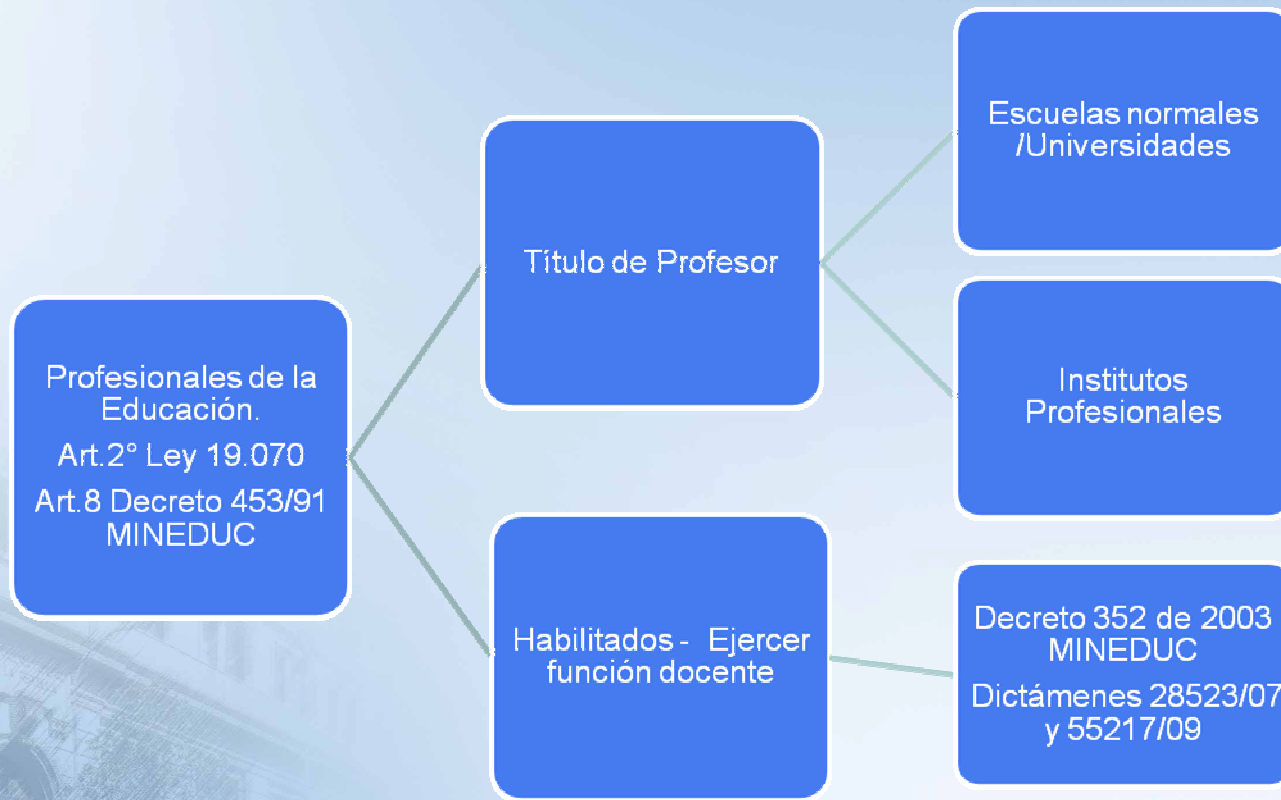 Profesionales de la
Educación.
Art.2° Ley 19.070
Art.8 Decreto 453/91
MINEDUC
Título de Profesor
Escuelas normales
/Universidades
Institutos
Profesionales
Habilitados - Ejercer
función docente
Decreto 352 de 2003
MINEDUC
Dictámenes 28523/07
y 55217/09